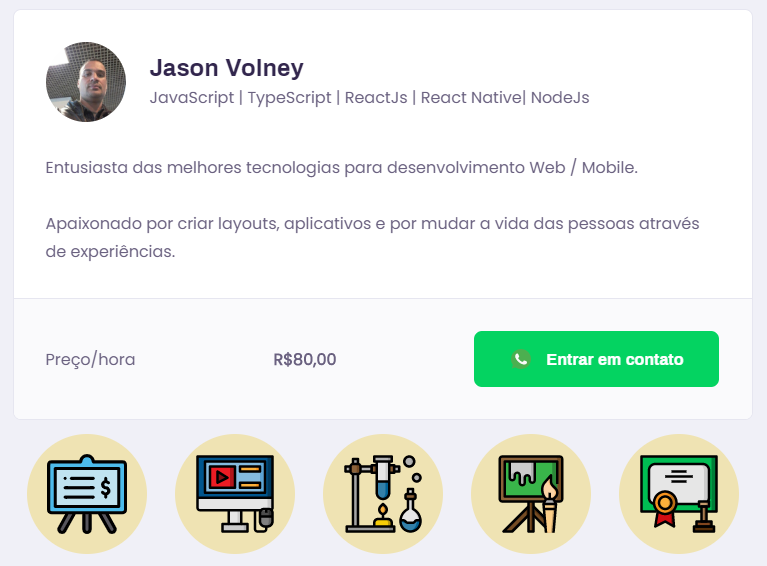 Jason Volney
JavaScript | TypeScript | ReactJs | React Native| NodeJs
Entusiasta das melhores tecnologias para desenvolvimento Web / Mobile.
Apaixonado por criar layouts, aplicativos e por mudar a vida das pessoas através
de experiências.
Preço/hora
R$80,00
Entrar em contato
$